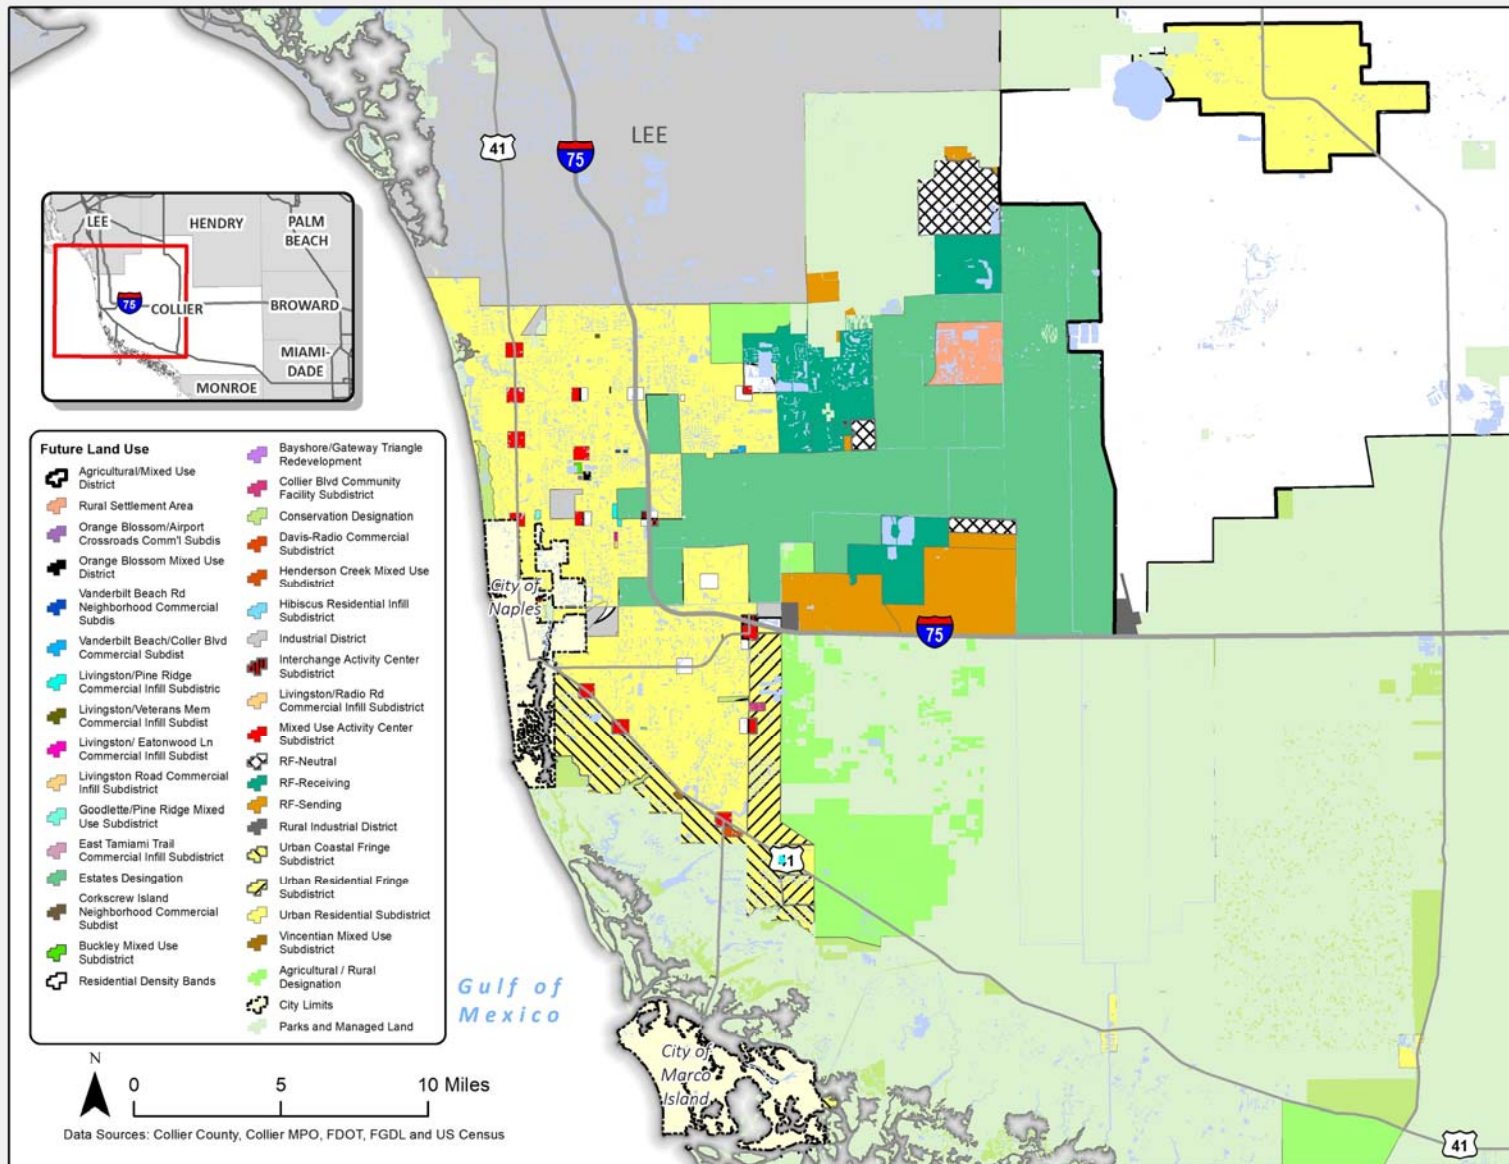 LEE
41
75
LEE
HENDRY
PALM
BEACH
75
COLLIER
BROWARD
MIAMI-
DADE
MONROE
Future Land Use
Agricultural/Mixed Use
District
Rural Settlement Area
Orange Blossom/Airport
Crossroads Comm'l Subdis
Orange Blossom Mixed Use
District
Vanderbilt Beach Rd
Neighborhood Commercial
Subdis
Vanderbilt Beach/Coller Blvd
Commercial Subdist
Livingston/Pine Ridge
Commercial Infill Subdistric
Livingston/Veterans Mem
Commercial Infill Subdist
Livingston/ Eatonwood Ln
Commercial Infill Subdist
Livingston Road Commercial
Infill Subdistrict
Goodlette/Pine Ridge Mixed
Use Subdistrict
East Tamiami Trail
Commercial Infill Subdistrict
Estates Desingation
Corkscrew Island
Neighborhood Commercial
Subdist
Buckley Mixed Use
Subdistrict
Residential Density Bands
Bayshore/Gateway Triangle
Redevelopment
Collier Blvd Community
Facility Subdistrict
Conservation Designation
Davis-Radio Commercial
Subdistrict
Henderson Creek Mixed Use
Subdistrict
Hibiscus Residential Infill
Subdistrict
Industrial District
Interchange Activity Center
Subdistrict
Livingston/Radio Rd
Commercial Infill Subdistrict
Mixed Use Activity Center
Subdistrict
RF-Neutral
RF-Receiving
RF-Sending
Rural Industrial District
Urban Coastal Fringe
Subdistrict
Urban Residential Fringe
Subdistrict
Urban Residential Subdistrict
Vincentian Mixed Use
Subdistrict
Agricultural / Rural
Designation
City Limits
Parks and Managed Land
City of
Naples
75
41
Gulf of
Mexico
City of
Marco
Island
41
N
0 5 10 Miles
Data Sources: Collier County, Collier MPO, FDOT, FGDL and US Census